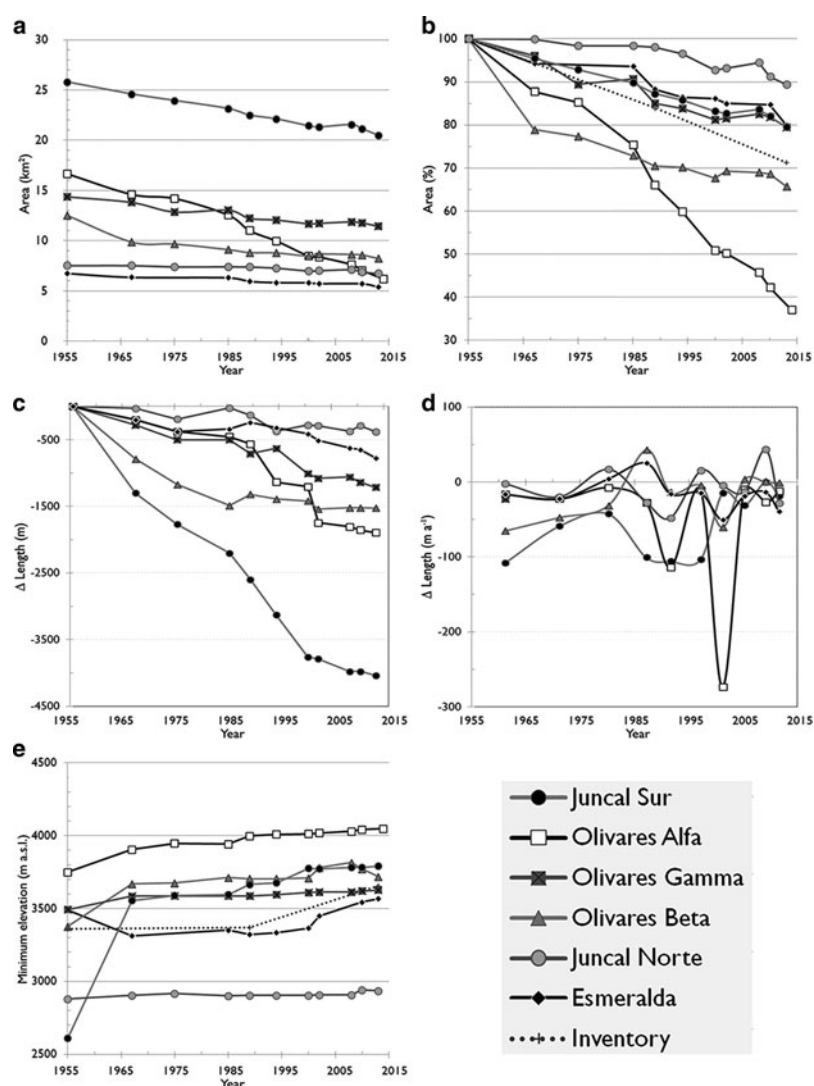 a
30
25
20
15
10
5
0
Area (km²)
1955 1965 1975 1985 1995 2005 2015
Year
b
100
90
80
70
60
50
40
30
Area (%)
1955 1965 1975 1985 1995 2005 2015
Year
c
-500
-1500
-2500
-3500
-4500
Δ Length (m)
1955 1965 1975 1985 1995 2005 2015
Year
d
100
0
-100
-200
-300
Δ Length (m a⁻¹)
1955 1965 1975 1985 1995 2005 2015
Year
e
4500
4000
3500
3000
2500
Minimum elevation (m a.s.l.)
1955 1965 1975 1985 1995 2005 2015
Year
Juncal Sur
Olivares Alfa
Olivares Gamma
Olivares Beta
Juncal Norte
Esmeralda
Inventory